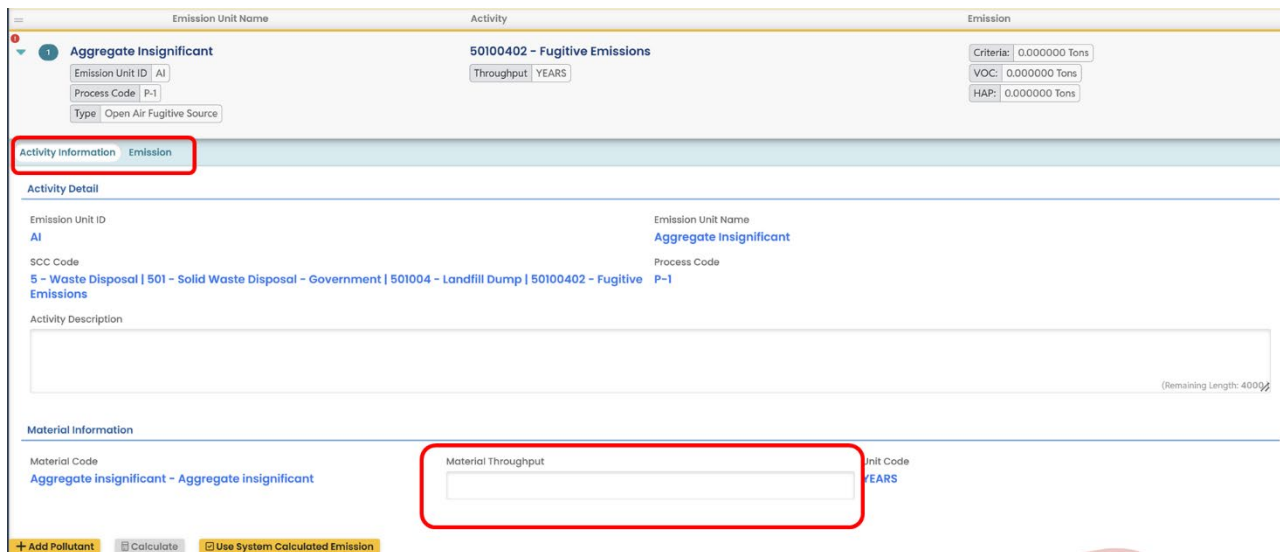 Emission Unit Name Activity Emission
1 Aggregate Insignificant 50100402 - Fugitive Emissions Criteria: 0.000000 Tons
Emission Unit ID AI Throughput YEARS VOC: 0.000000 Tons
Process Code P-1 HAP: 0.000000 Tons
Type Open Air Fugitive Source
Activity Information Emission
Activity Detail
Emission Unit ID Emission Unit Name
AI Aggregate Insignificant
SCC Code Process Code
5 - Waste Disposal | 501 - Solid Waste Disposal - Government | 501004 - Landfill Dump | 50100402 - Fugitive P-1
Emissions
Activity Description
(Remaining Length: 4000
Material Information
Material Code Material Throughput Unit Code
Aggregate insignificant - Aggregate insignificant YEARS
+ Add Pollutant Calculate Use System Calculated Emission